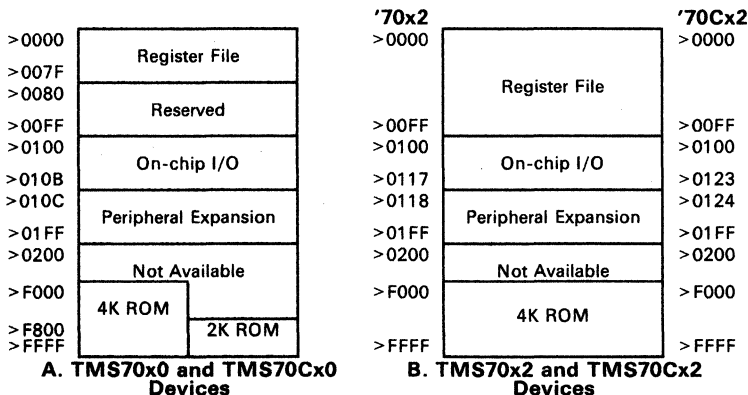 >0000
>007F
>0080
>00FF
>0100
>010B
>010C
>01FF
>0200
>F000
>F800
>FFFF
Register File
Reserved
On-chip I/O
Peripheral Expansion
Not Available
4K ROM
2K ROM
A. TMS70x0 and TMS70Cx0
Devices
'70x2
>0000
>00FF
>0100
>0117
>0118
>01FF
>0200
>F000
>FFFF
Register File
On-chip I/O
Peripheral Expansion
Not Available
4K ROM
'70Cx2
>0000
>00FF
>0100
>0123
>0124
>01FF
>0200
>F000
>FFFF
B. TMS70x2 and TMS70Cx2
Devices